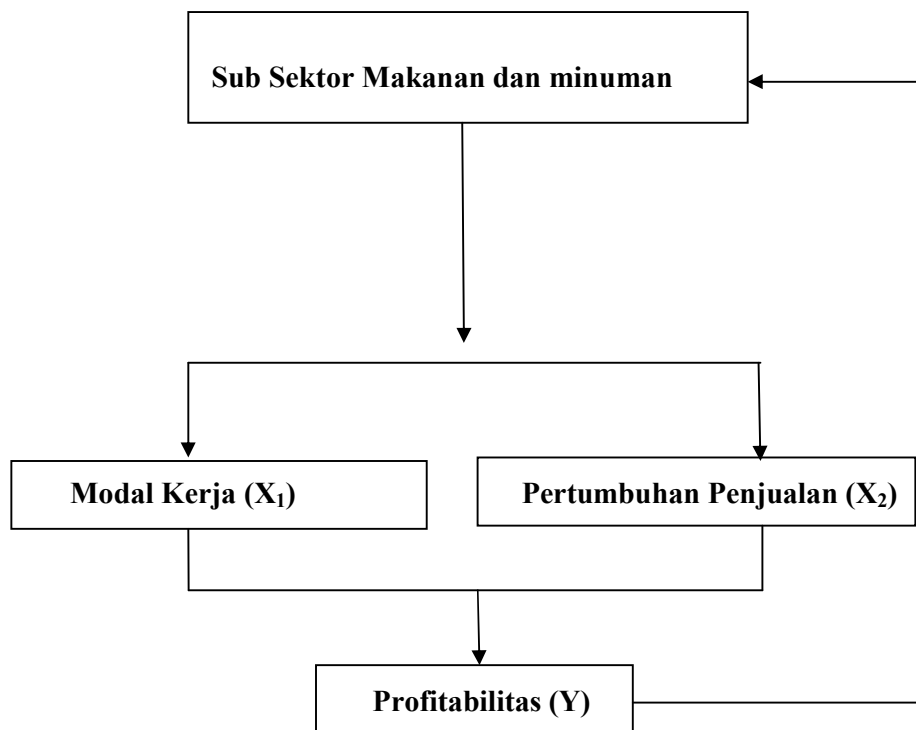 Sub Sektor Makanan dan minuman
Modal Kerja (X₁)
Pertumbuhan Penjualan (X₂)
Profitabilitas (Y)